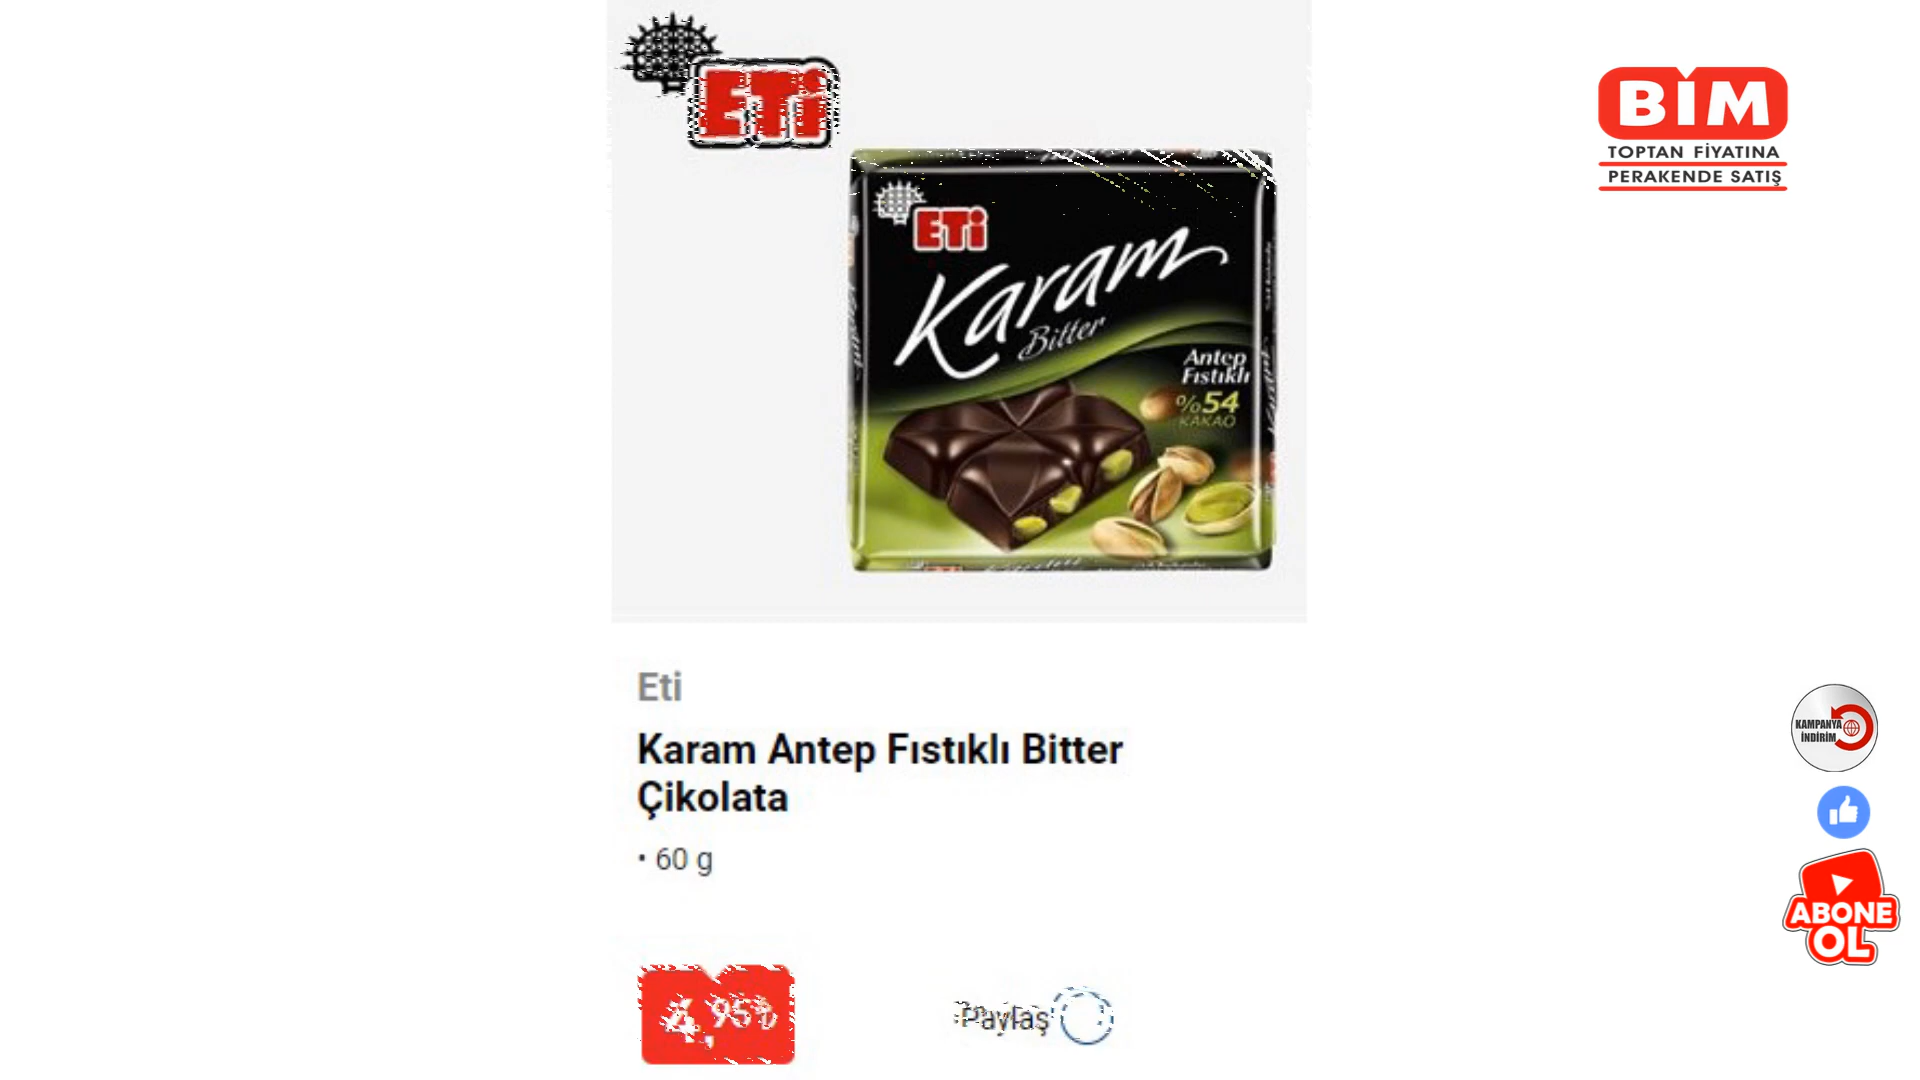 ETİ
BİM
TOPTAN FİYATINA
PERAKENDE SATIŞ
ETİ
Karam
Bitter
Antep
Fıstıklı
%54
KAKAO
Eti
Karam Antep Fıstıklı Bitter
Çikolata
• 60 g
4,95₺
Paylaş
KAMPANYA
İNDİRİM
ABONE
OL